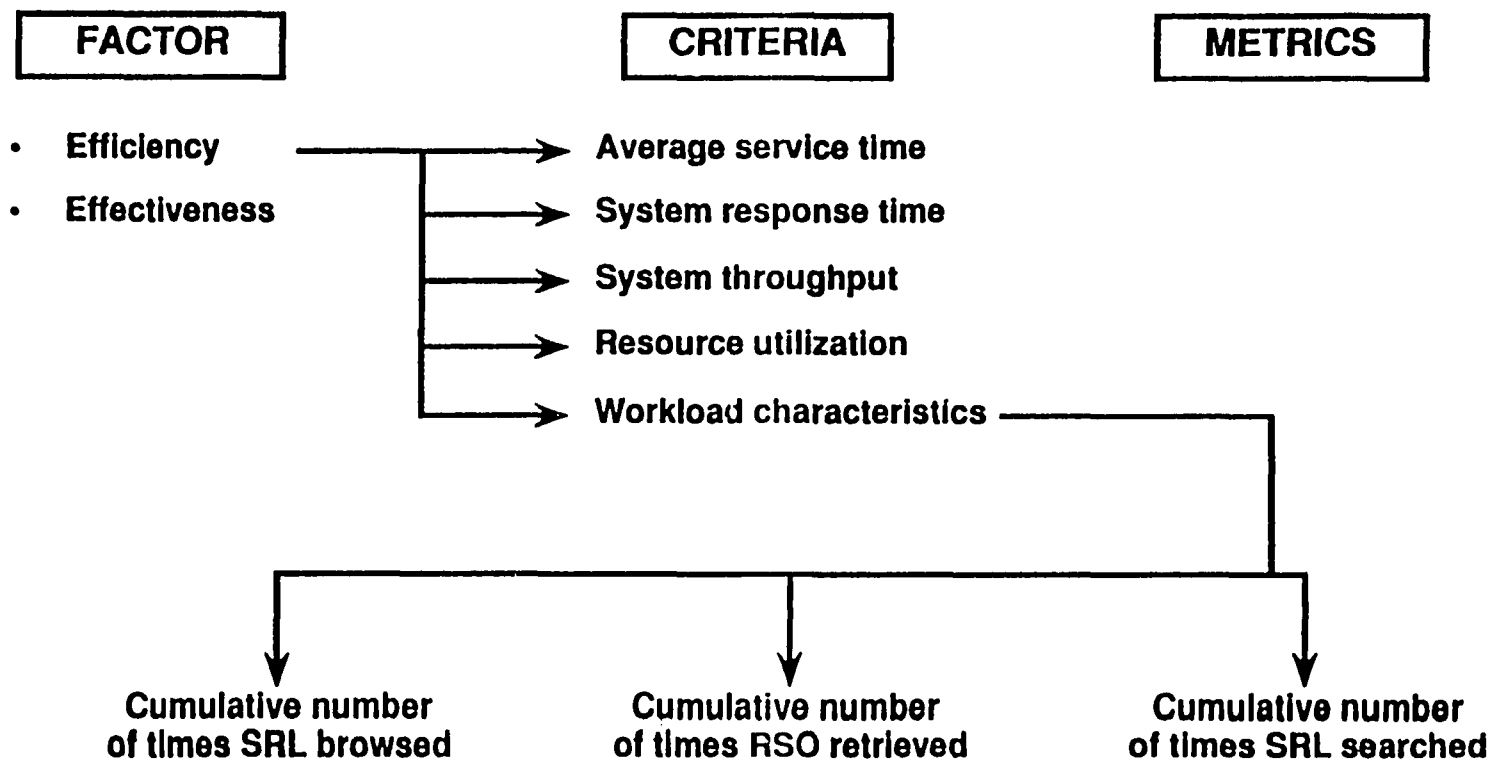 FACTOR
CRITERIA
METRICS
• Efficiency
Average service time
• Effectiveness
System response time
System throughput
Resource utilization
Workload characteristics
Cumulative number
of times SRL browsed
Cumulative number
of times RSO retrieved
Cumulative number
of times SRL searched